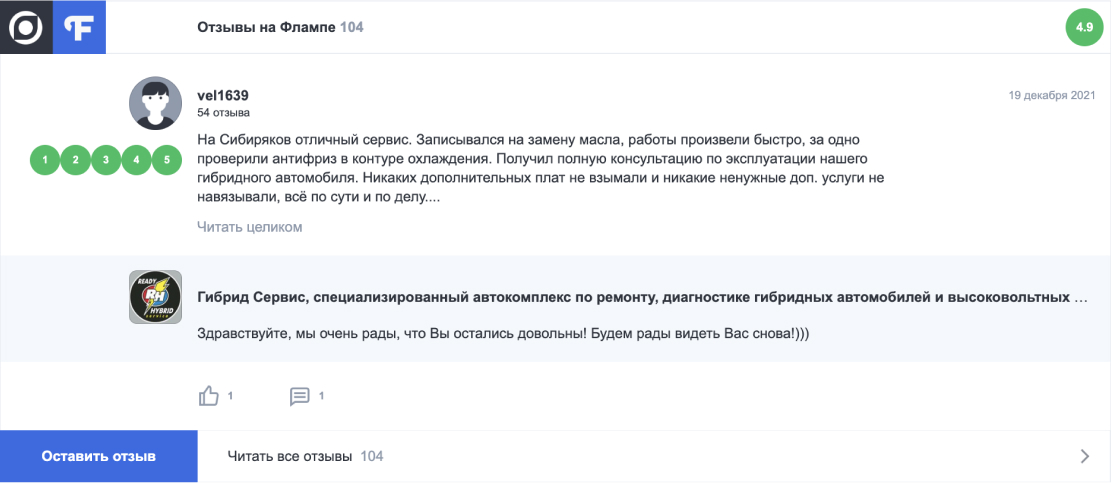 Отзывы на Флампе 104
4.9
vel1639
19 декабря 2021
54 отзыва
На Сибиряков отличный сервис. Записывался на замену масла, работы произвели быстро, за одно
1 2 3 4 5
проверили антифриз в контуре охлаждения. Получил полную консультацию по эксплуатации нашего
гибридного автомобиля. Никаких дополнительных плат не взымали и никакие ненужные доп. услуги не
навязывали, всё по сути и по делу....
Читать целиком
READY
RH
HYBRID
SERVICE
Гибрид Сервис, специализированный автокомплекс по ремонту, диагностике гибридных автомобилей и высоковольтных ...
Здравствуйте, мы очень рады, что Вы остались довольны! Будем рады видеть Вас снова!)))
1 1
Оставить отзыв
Читать все отзывы 104